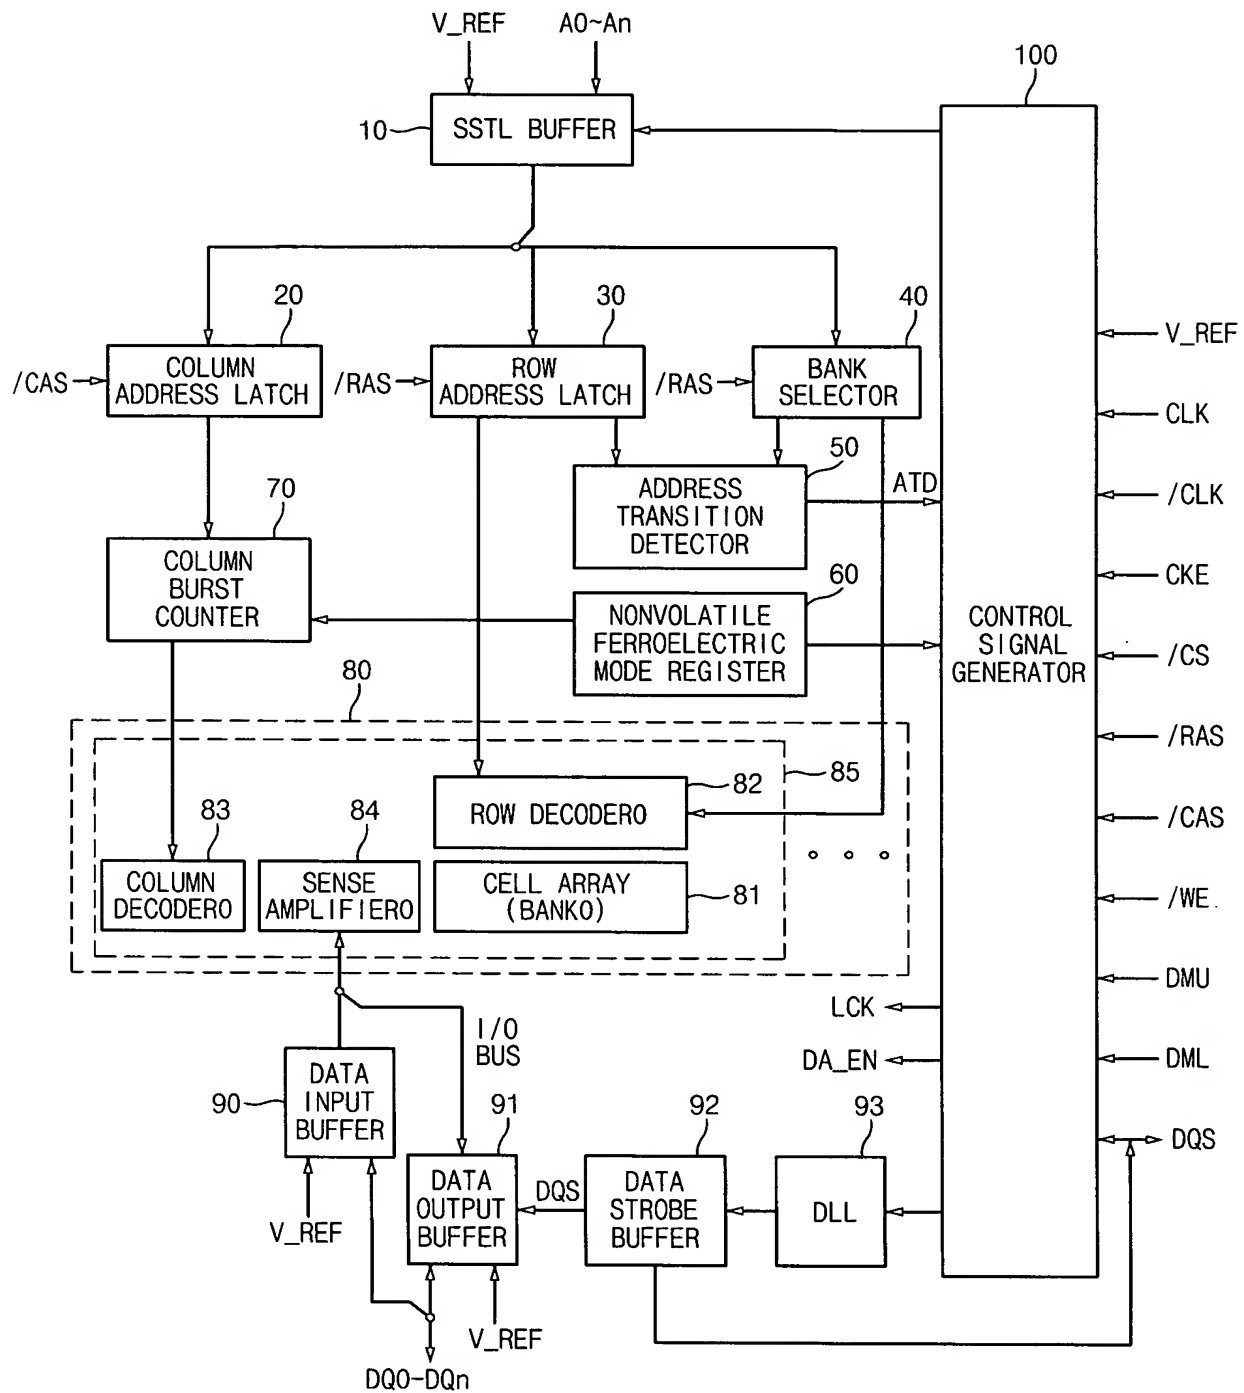 V_REF
A0~An
100
10
SSTL BUFFER
20
30
40
V_REF
/CAS
COLUMN
ADDRESS LATCH
/RAS
ROW
ADDRESS LATCH
/RAS
BANK
SELECTOR
CLK
50
ATD
ADDRESS
TRANSITION
DETECTOR
/CLK
70
COLUMN
BURST
COUNTER
60
NONVOLATILE
FERROELECTRIC
MODE REGISTER
CKE
CONTROL
SIGNAL
GENERATOR
/CS
80
/RAS
85
82
ROW DECODER0
83
84
/CAS
COLUMN
DECODER0
SENSE
AMPLIFIER0
CELL ARRAY
(BANK0)
81
/WE
DMU
LCK
I/O
BUS
DA_EN
DML
90
DATA
INPUT
BUFFER
91
92
93
DQS
V_REF
DATA
OUTPUT
BUFFER
DQS
DATA
STROBE
BUFFER
DLL
V_REF
DQ0-DQn